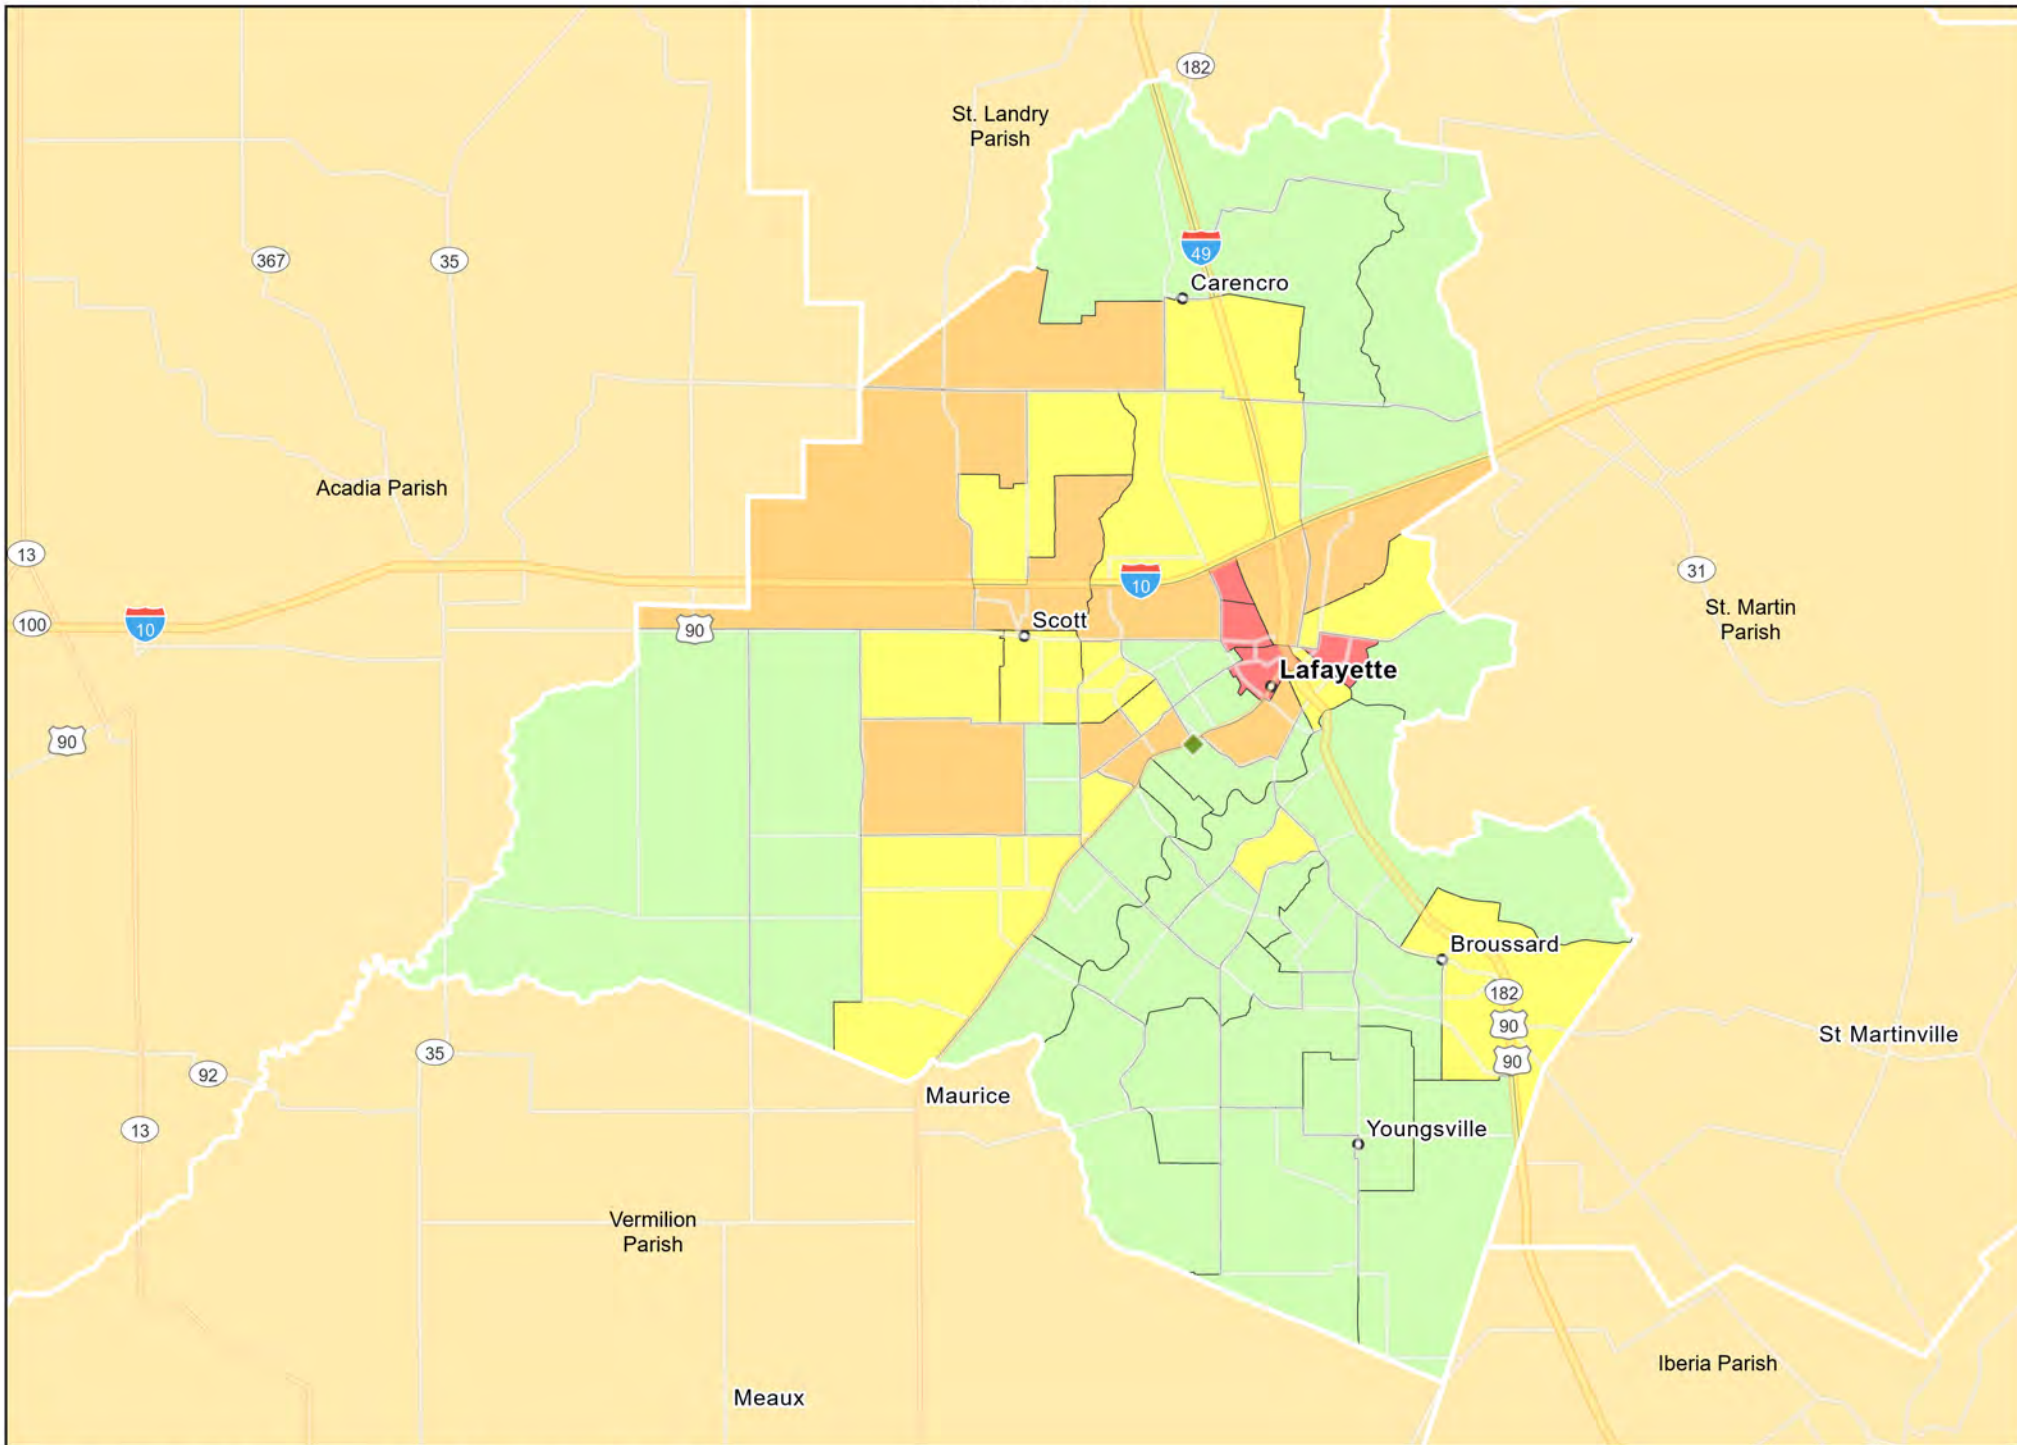 182
St. Landry
Parish
49
367
35
Carencro
Acadia Parish
13
10
31
100
10
90
Scott
St. Martin
Parish
Lafayette
90
Broussard
182
90
St Martinville
35
90
92
Maurice
13
Youngsville
Vermilion
Parish
Iberia Parish
Meaux